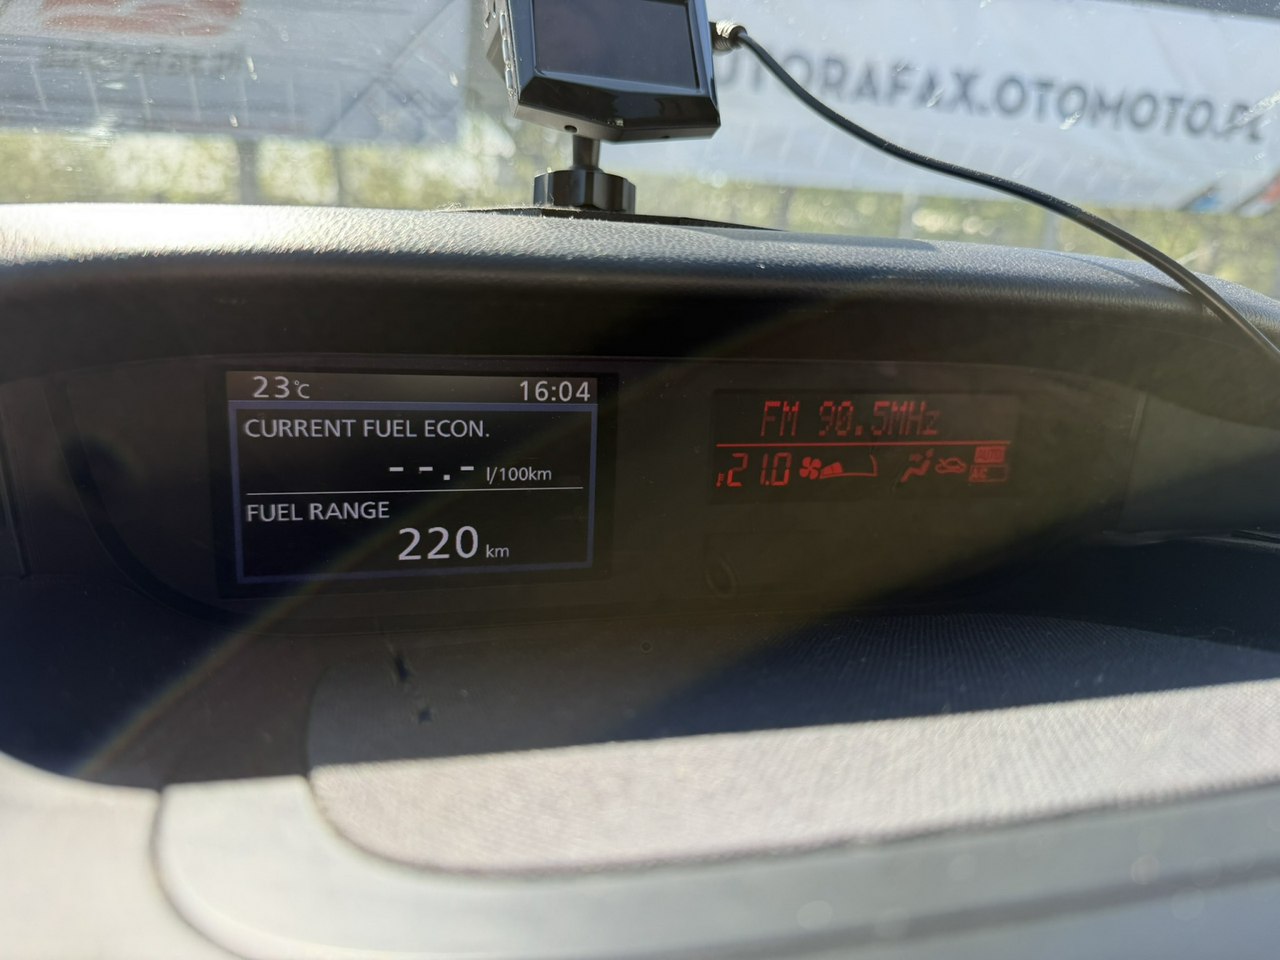 UTORAFAX.OTOMOTO.PL
23°C 16:04
CURRENT FUEL ECON.
--.- l/100km
FUEL RANGE
220 km
FM 90.5MHz
21.0 AUTO
A/C